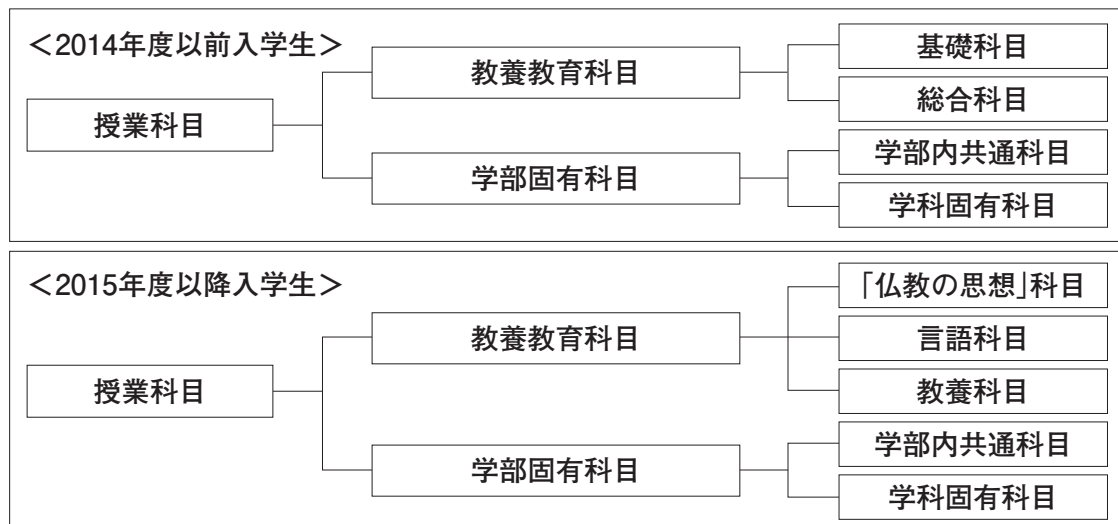 ＜2014年度以前入学生＞
授業科目
教養教育科目
学部固有科目
基礎科目
総合科目
学部内共通科目
学科固有科目
＜2015年度以降入学生＞
授業科目
教養教育科目
学部固有科目
「仏教の思想」科目
言語科目
教養科目
学部内共通科目
学科固有科目